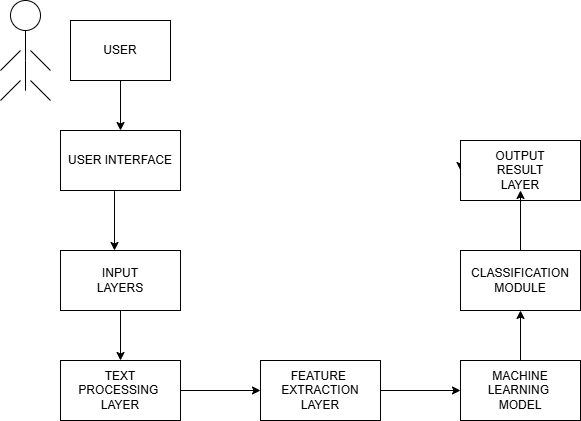 USER
USER INTERFACE
INPUT
LAYERS
TEXT
PROCESSING
LAYER
FEATURE
EXTRACTION
LAYER
MACHINE
LEARNING
MODEL
CLASSIFICATION
MODULE
OUTPUT
RESULT
LAYER